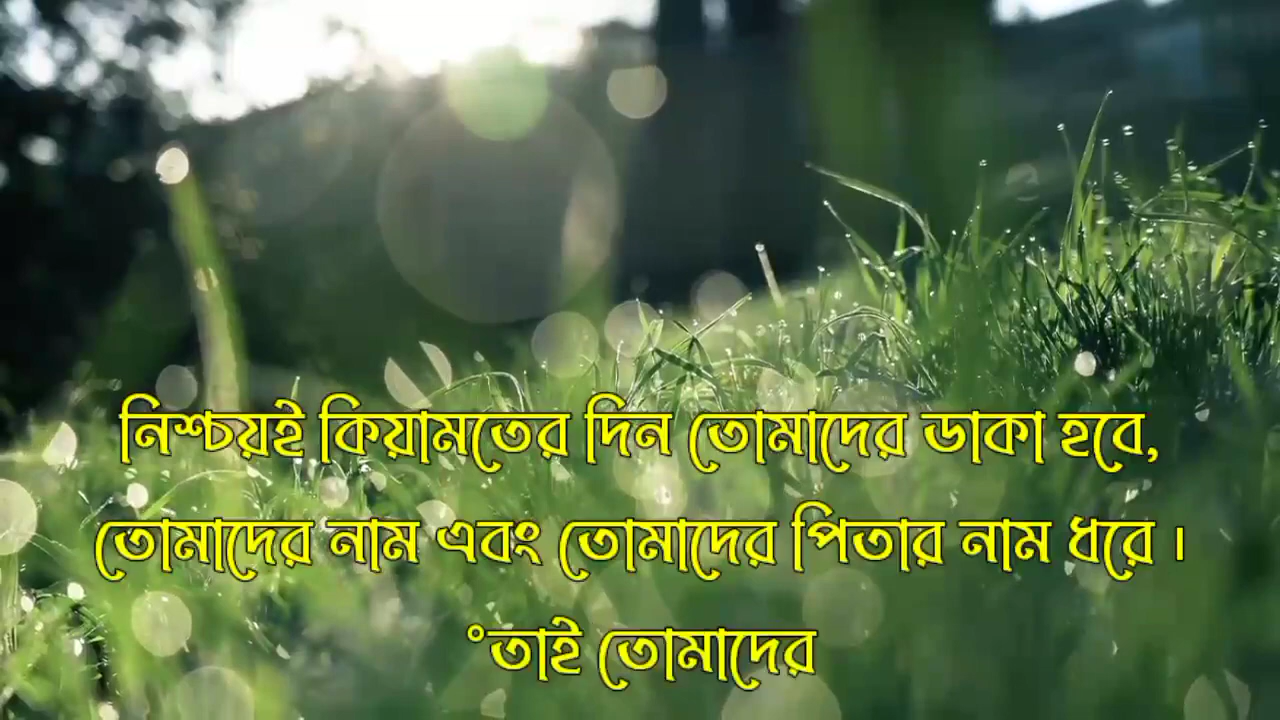 নিশ্চয়ই কিয়ামতের দিন তোমাদের ডাকা হবে,
তোমাদের নাম এবং তোমাদের পিতার নাম ধরে ।
°তাই তোমাদের